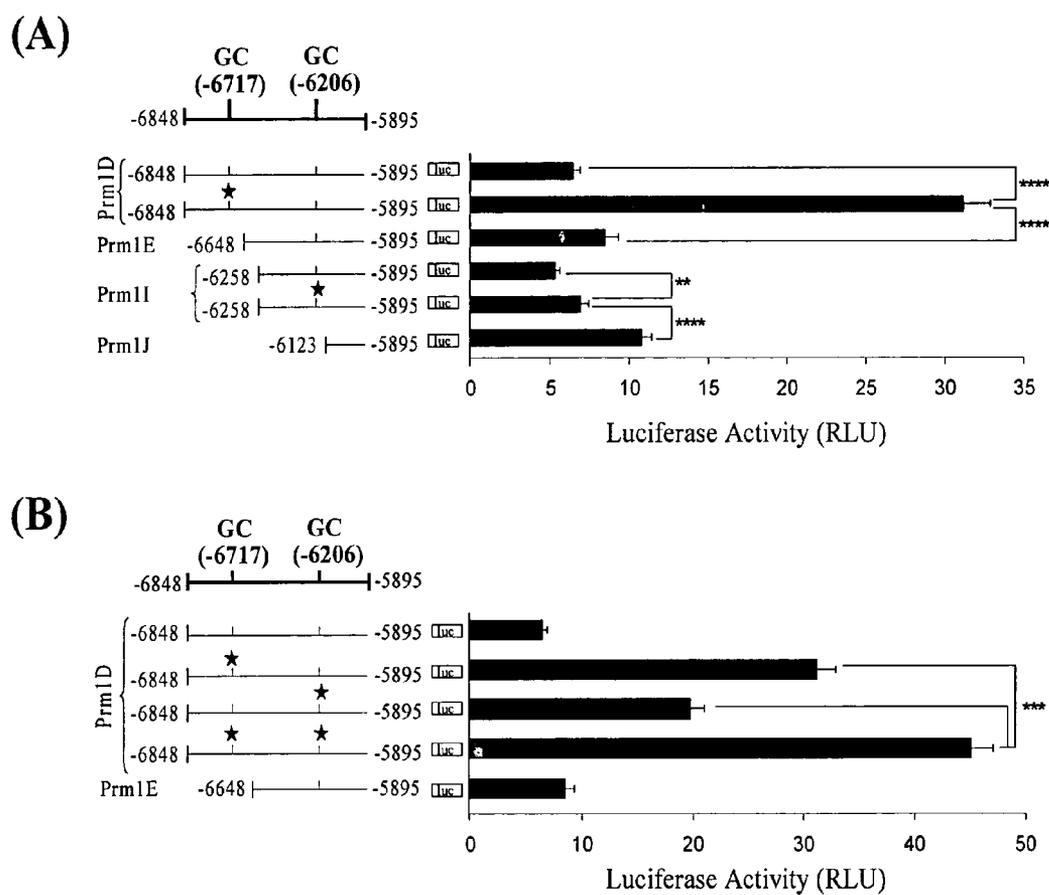 (A)
GC GC
(-6717) (-6206)
-6848 -5895
Prm1D
-6848 -5895 luc
★
-6848 -5895 luc
****
****
Prm1E -6648 -5895 luc
Prm1I
-6258 -5895 luc
★
-6258 -5895 luc
**
****
Prm1J -6123 -5895 luc
0 5 10 15 20 25 30 35
Luciferase Activity (RLU)
(B)
GC GC
(-6717) (-6206)
-6848 -5895
Prm1D
-6848 -5895 luc
★
-6848 -5895 luc
★
-6848 -5895 luc
★ ★
-6848 -5895 luc
***
Prm1E -6648 -5895 luc
0 10 20 30 40 50
Luciferase Activity (RLU)